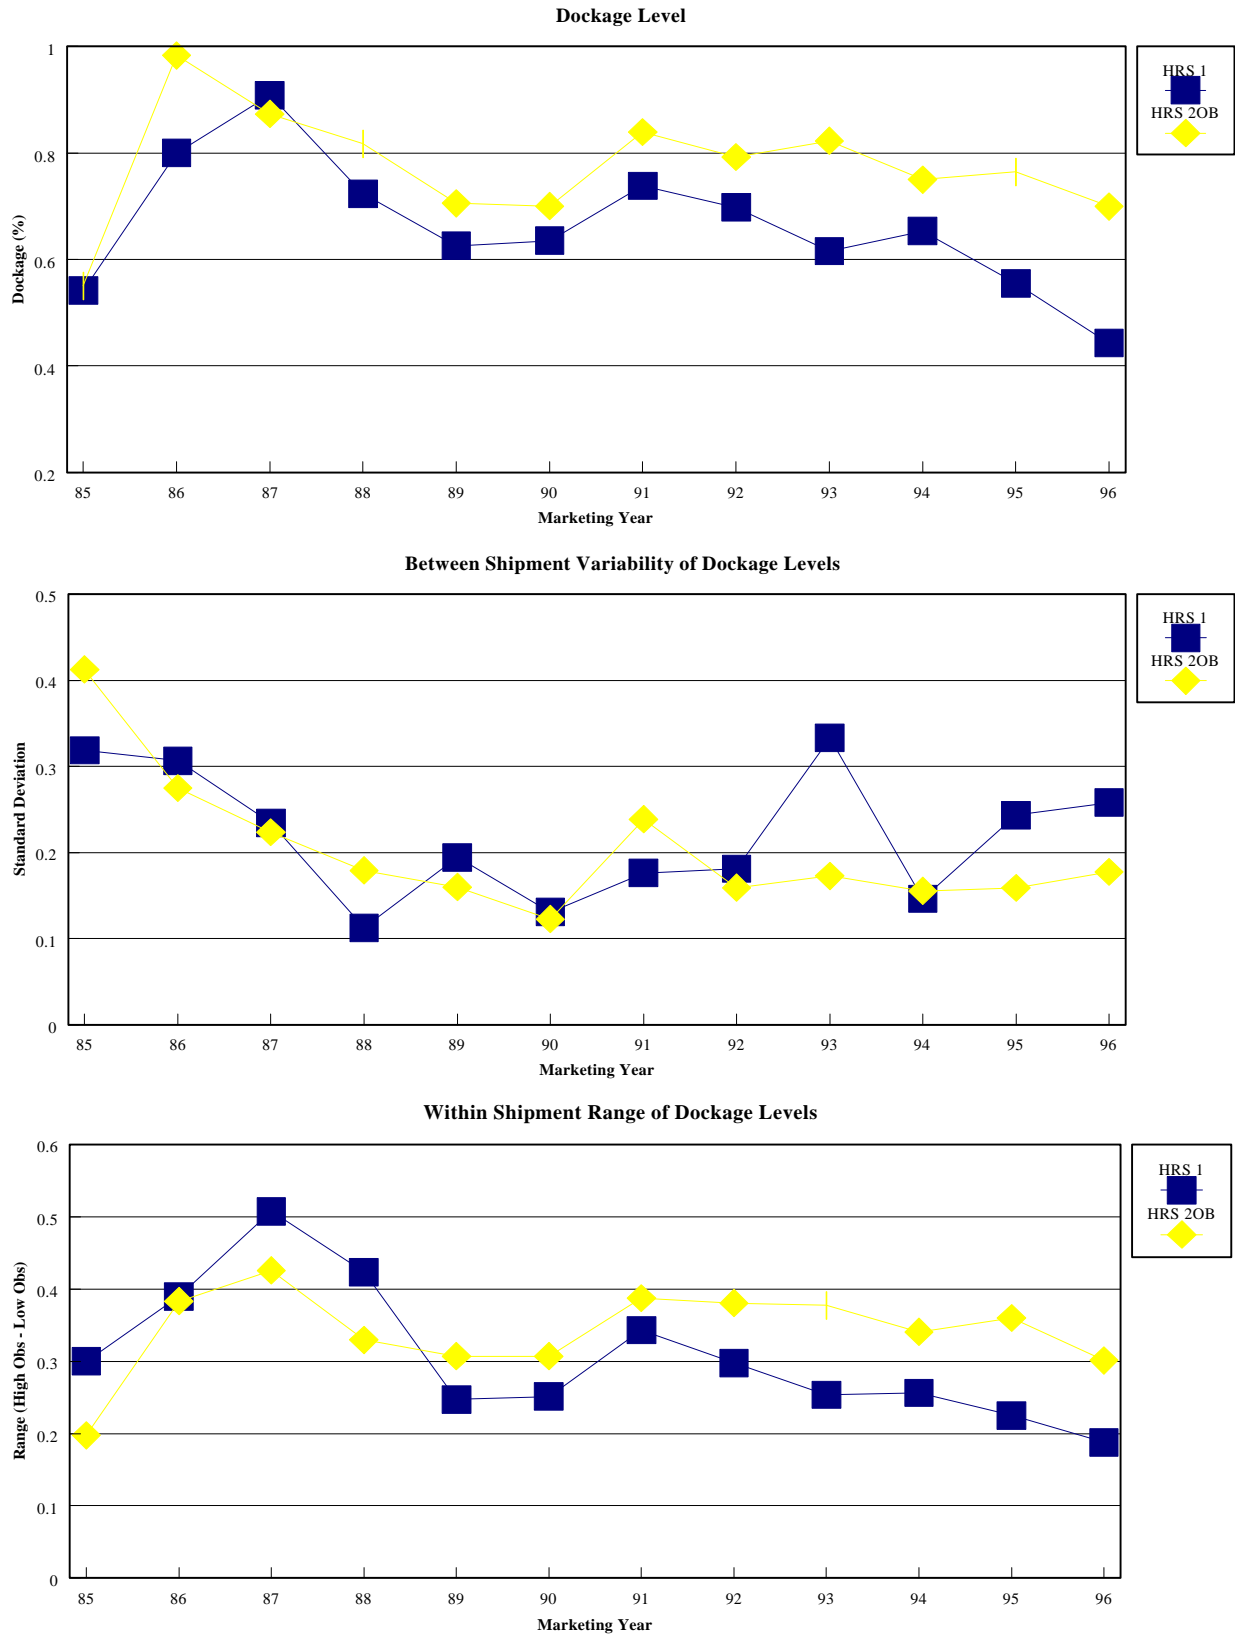 Dockage Level
1
0.8
0.6
0.4
0.2
Dockage (%)
85 86 87 88 89 90 91 92 93 94 95 96
Marketing Year
HRS 1
HRS 2OB
Between Shipment Variability of Dockage Levels
0.5
0.4
0.3
0.2
0.1
0
Standard Deviation
85 86 87 88 89 90 91 92 93 94 95 96
Marketing Year
HRS 1
HRS 2OB
Within Shipment Range of Dockage Levels
0.6
0.5
0.4
0.3
0.2
0.1
0
Range (High Obs - Low Obs)
85 86 87 88 89 90 91 92 93 94 95 96
Marketing Year
HRS 1
HRS 2OB